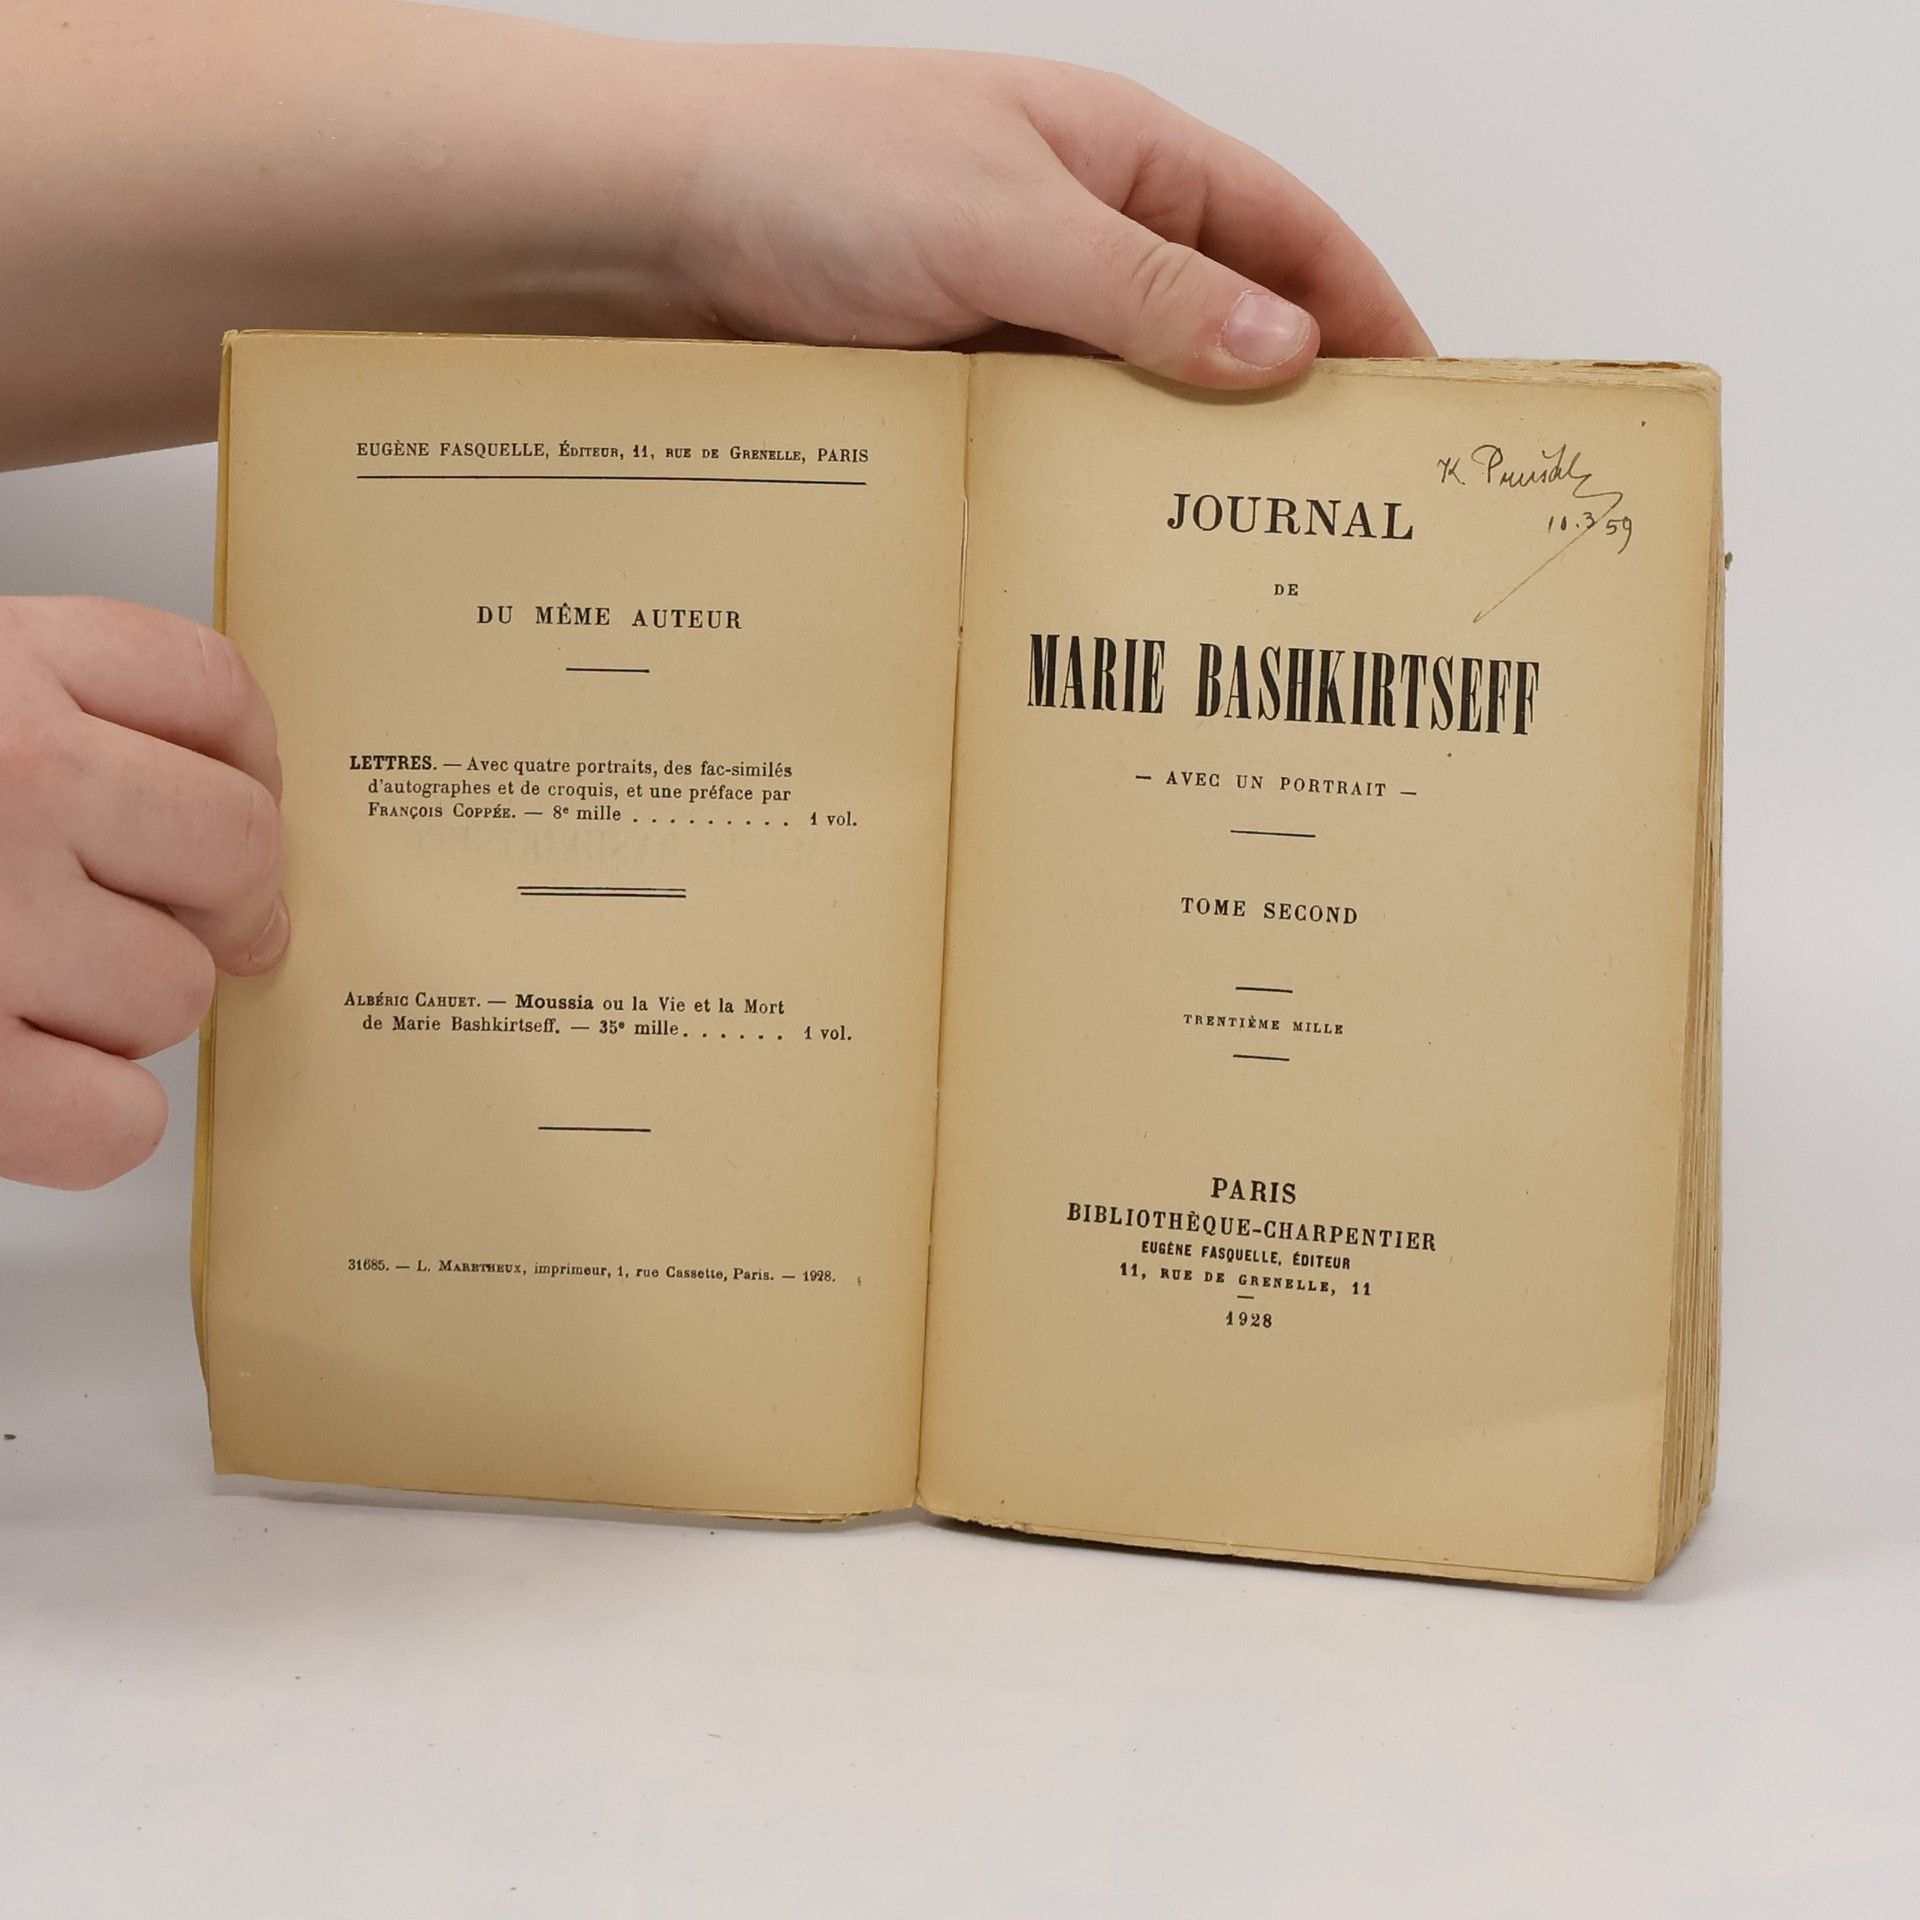 EUGÈNE FASQUELLE, ÉDITEUR, 11, RUE DE GRENELLE, PARIS
DU MÊME AUTEUR
LETTRES. — Avec quatre portraits, des fac-similés
d'autographes et de croquis, et une préface par
FRANÇOIS COPPÉE. — 8e mille . . . . . . . . . 1 vol.
ALBÉRIC CAHUET. — Moussia ou la Vie et la Mort
de Marie Bashkirtseff. — 35e mille. . . . . . 1 vol.
31685. — L. MARETHEUX, imprimeur, 1, rue Cassette, Paris. — 1928.
K.
11.3 59
JOURNAL
DE
MARIE BASHKIRTSEFF
— AVEC UN PORTRAIT —
TOME SECOND
TRENTIÈME MILLE
PARIS
BIBLIOTHÈQUE-CHARPENTIER
EUGÈNE FASQUELLE, ÉDITEUR
11, RUE DE GRENELLE, 11
1928